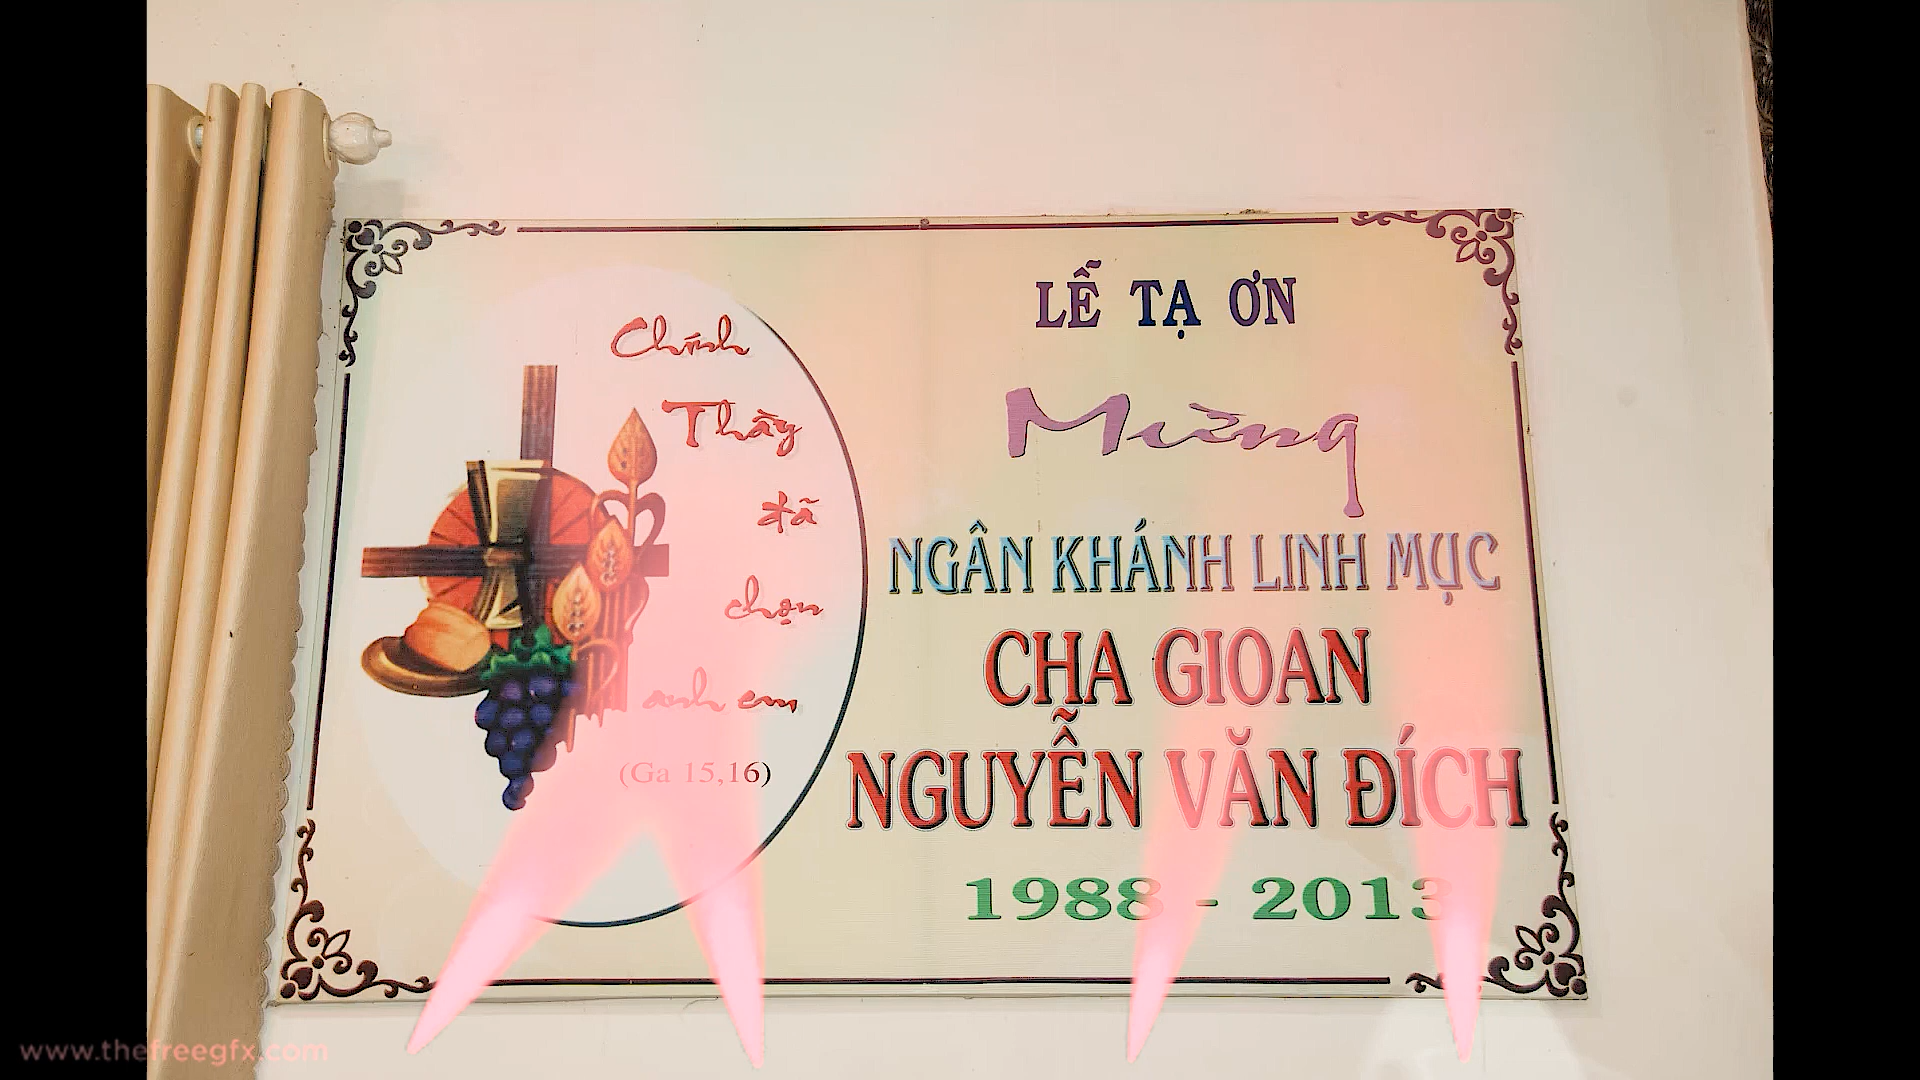 Chính
Thầy
đã
chọn
anh em
(Ga 15,16)
LỄ TẠ ƠN
Mừng
NGÂN KHÁNH LINH MỤC
CHA GIOAN
NGUYỄN VĂN ĐÍCH
1988 - 2013
www.thefreegfx.com